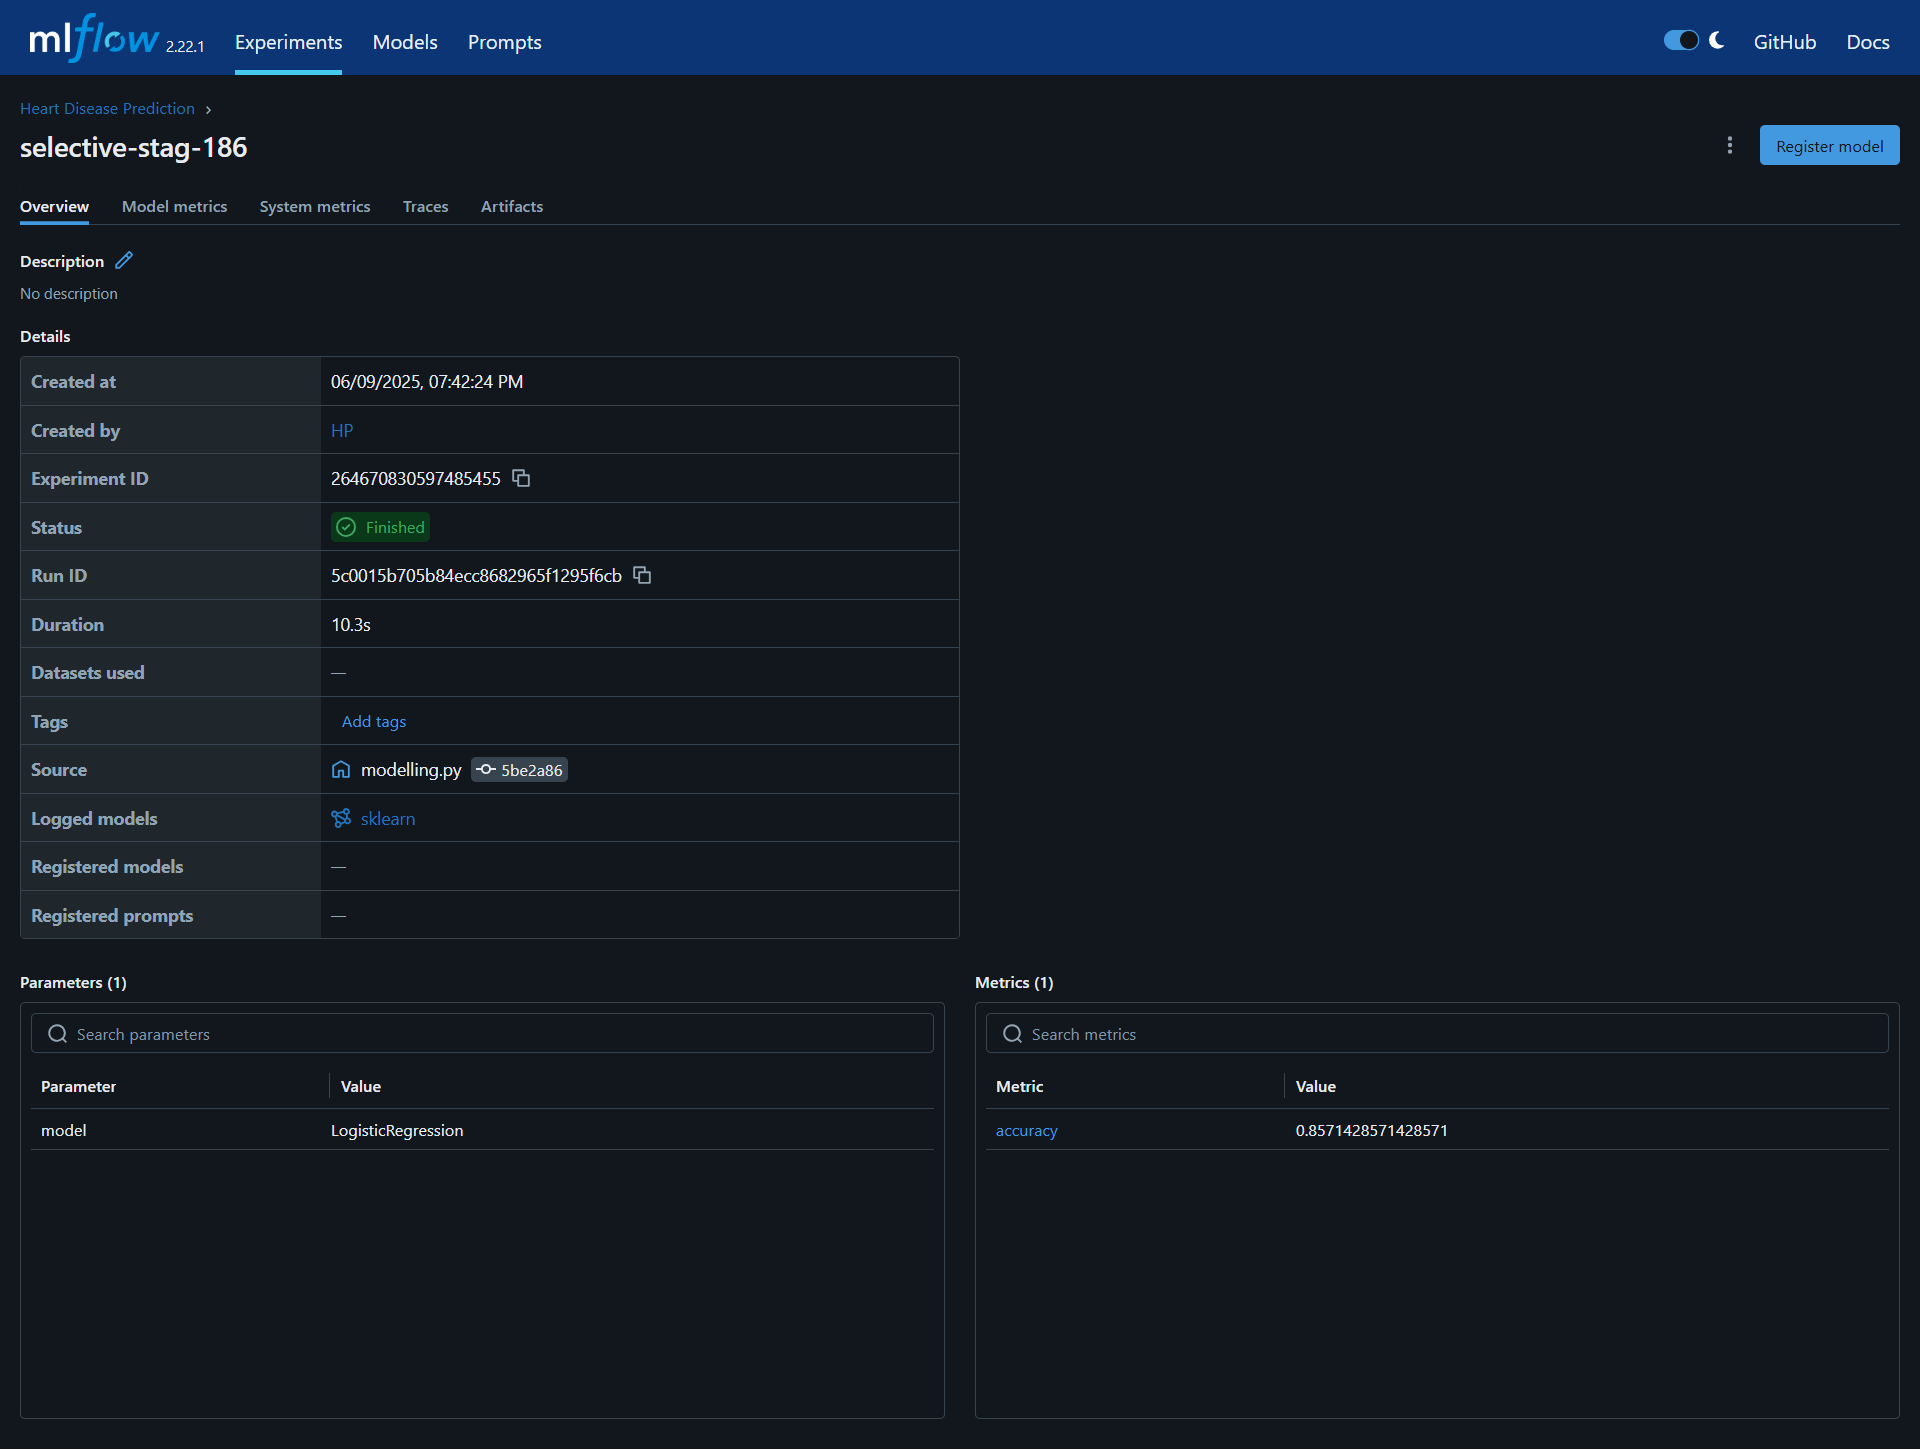 mlflow 2.22.1 Experiments Models Prompts GitHub Docs
Heart Disease Prediction ›
selective-stag-186
Register model
Overview Model metrics System metrics Traces Artifacts
Description
No description
Details
Created at 06/09/2025, 07:42:24 PM
Created by HP
Experiment ID 264670830597485455
Status Finished
Run ID 5c0015b705b84ecc8682965f1295f6cb
Duration 10.3s
Datasets used —
Tags Add tags
Source modelling.py 5be2a86
Logged models sklearn
Registered models —
Registered prompts —
Parameters (1)
Search parameters
Parameter Value
model LogisticRegression
Metrics (1)
Search metrics
Metric Value
accuracy 0.8571428571428571